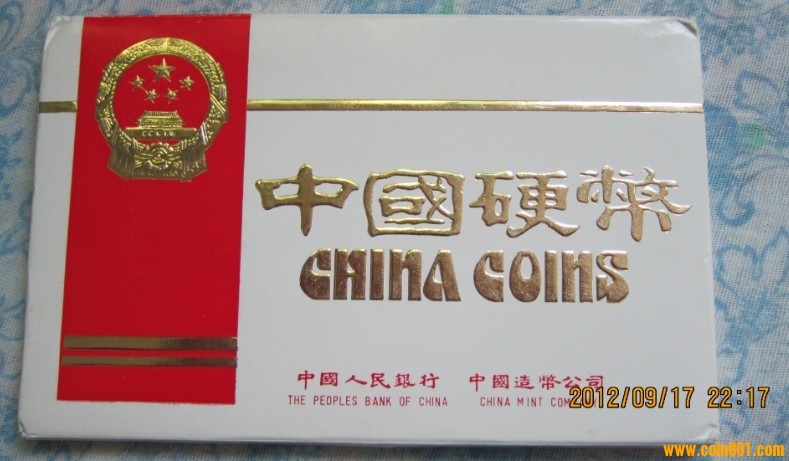 中國硬幣
CHINA COINS
中國人民銀行 中國造幣公司
THE PEOPLES BANK OF CHINA CHINA MINT
2012/09/17 22:17
www.coin001.com